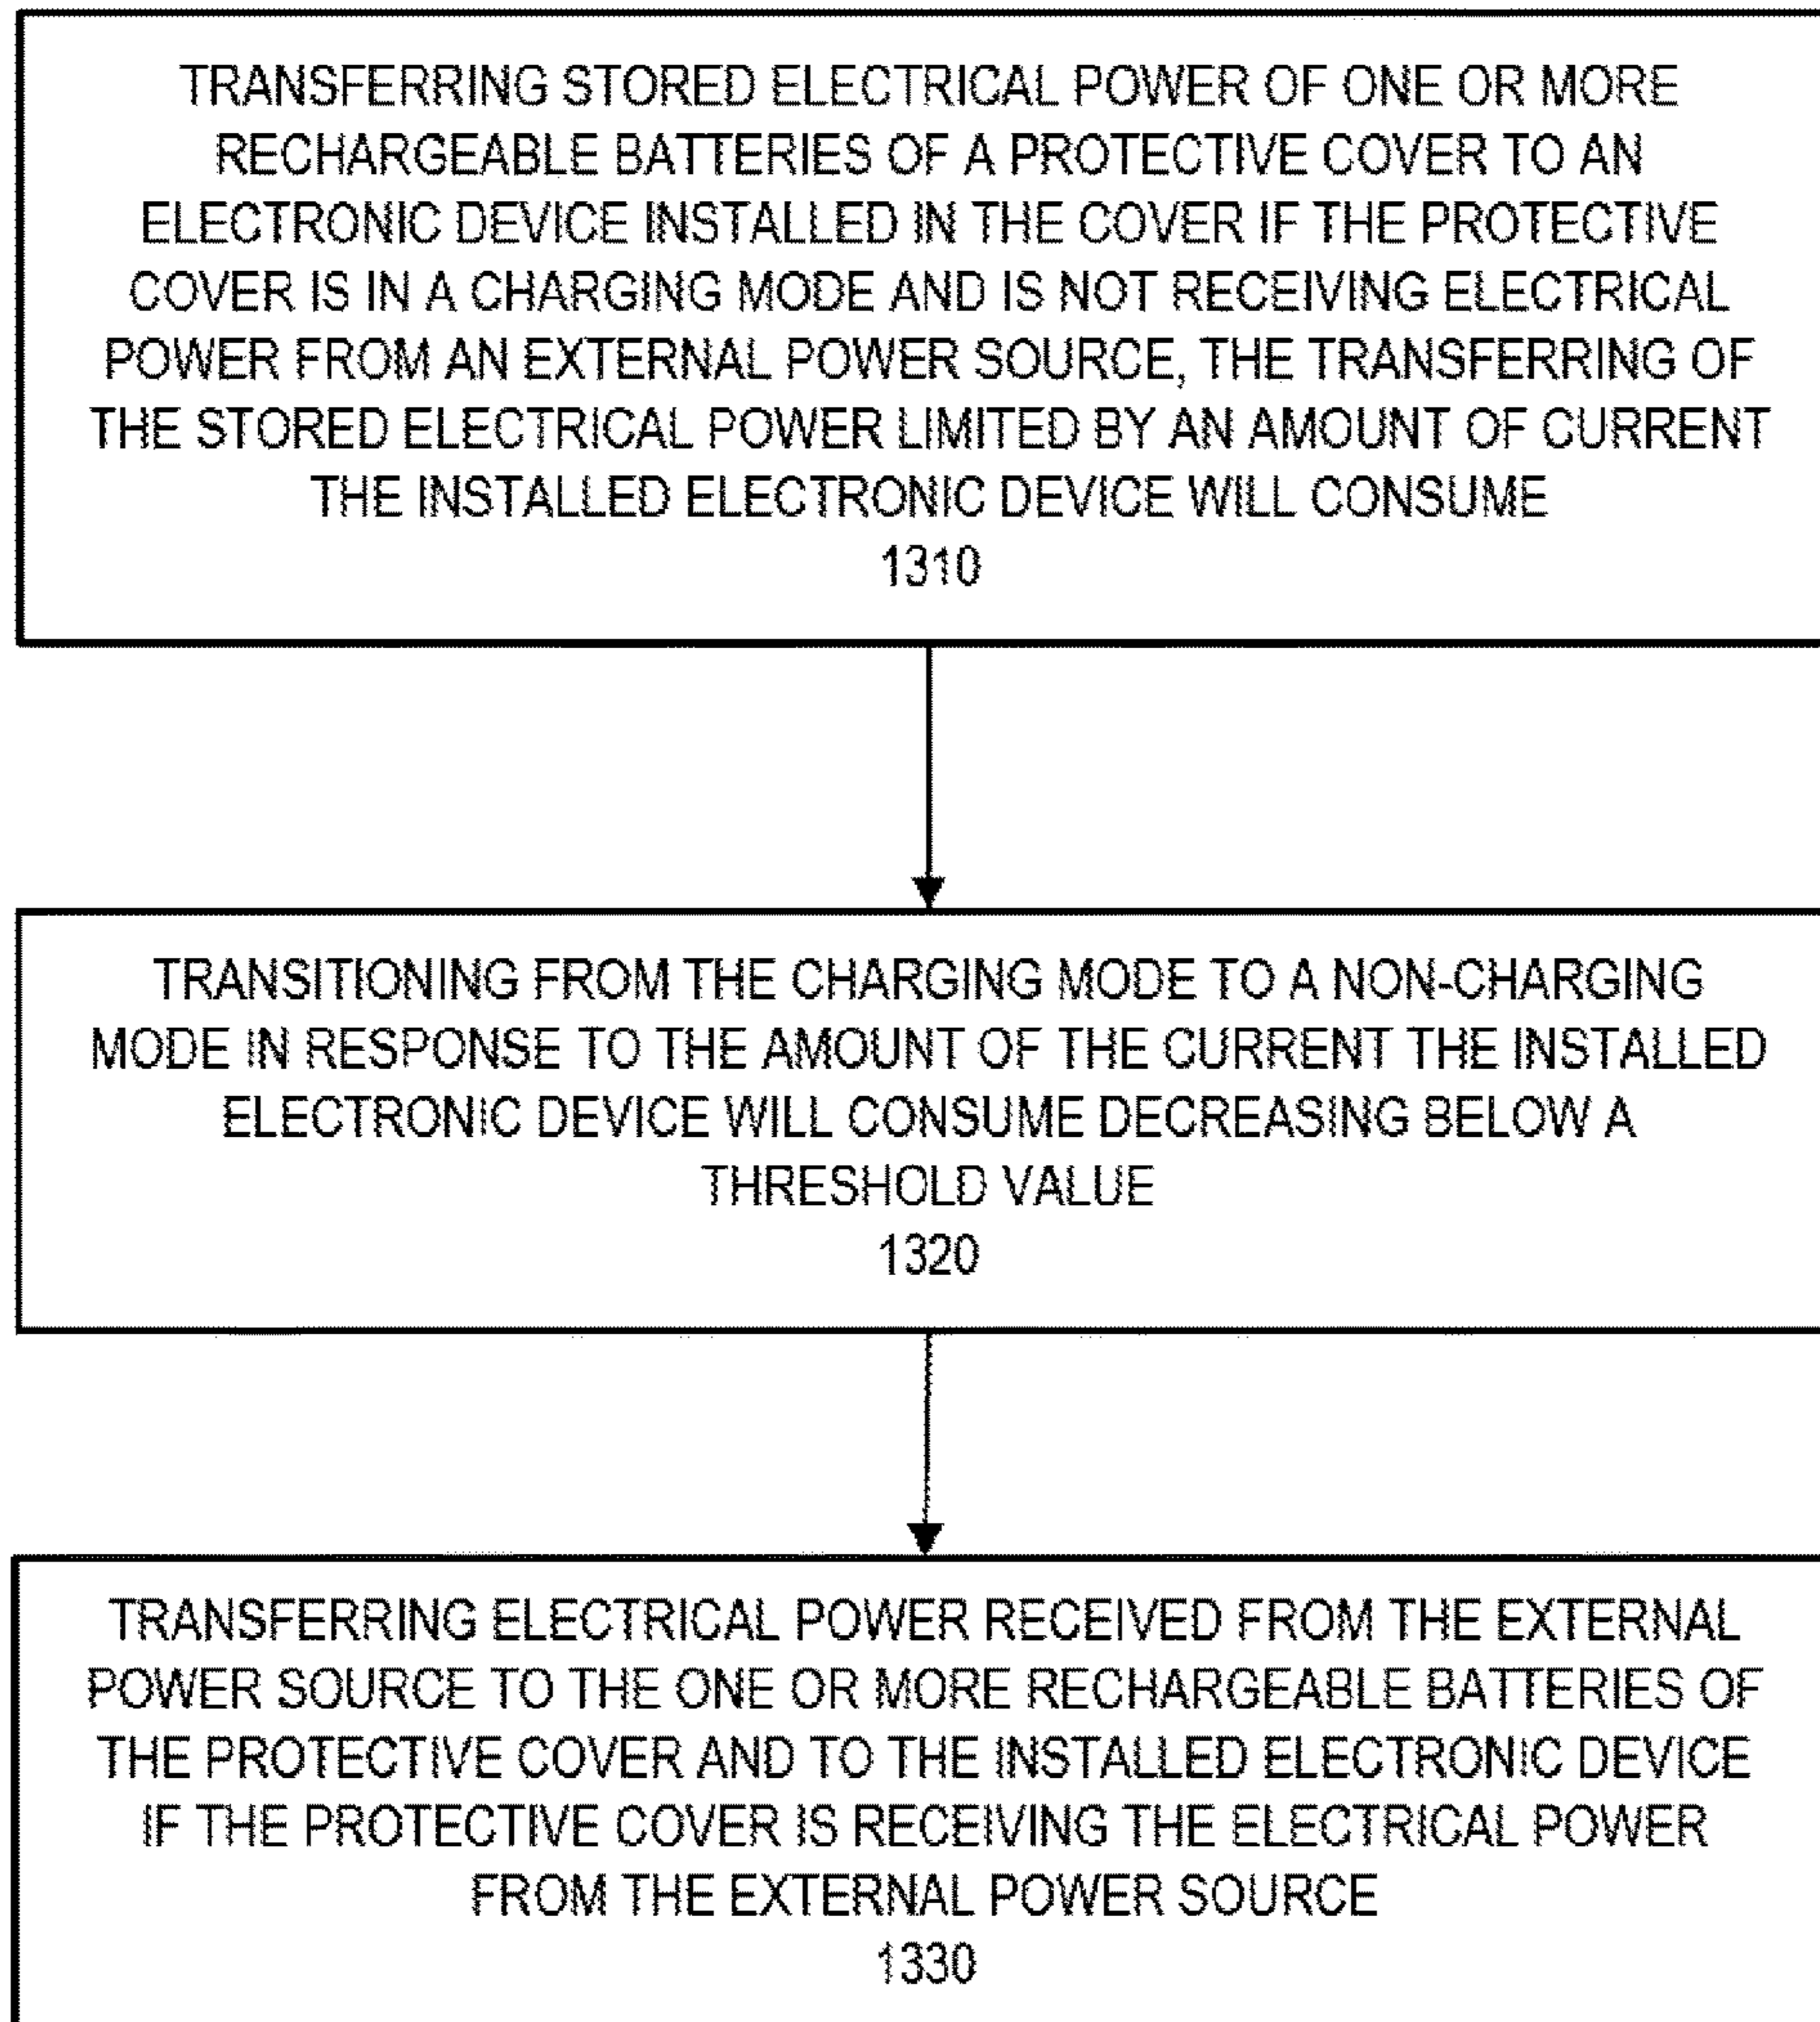 TRANSFERRING STORED ELECTRICAL POWER OF ONE OR MORE
RECHARGEABLE BATTERIES OF A PROTECTIVE COVER TO AN
ELECTRONIC DEVICE INSTALLED IN THE COVER IF THE PROTECTIVE
COVER IS IN A CHARGING MODE AND IS NOT RECEIVING ELECTRICAL
POWER FROM AN EXTERNAL POWER SOURCE, THE TRANSFERRING OF
THE STORED ELECTRICAL POWER LIMITED BY AN AMOUNT OF CURRENT
THE INSTALLED ELECTRONIC DEVICE WILL CONSUME
1310
TRANSITIONING FROM THE CHARGING MODE TO A NON-CHARGING
MODE IN RESPONSE TO THE AMOUNT OF THE CURRENT THE INSTALLED
ELECTRONIC DEVICE WILL CONSUME DECREASING BELOW A
THRESHOLD VALUE
1320
TRANSFERRING ELECTRICAL POWER RECEIVED FROM THE EXTERNAL
POWER SOURCE TO THE ONE OR MORE RECHARGEABLE BATTERIES OF
THE PROTECTIVE COVER AND TO THE INSTALLED ELECTRONIC DEVICE
IF THE PROTECTIVE COVER IS RECEIVING THE ELECTRICAL POWER
FROM THE EXTERNAL POWER SOURCE
1330